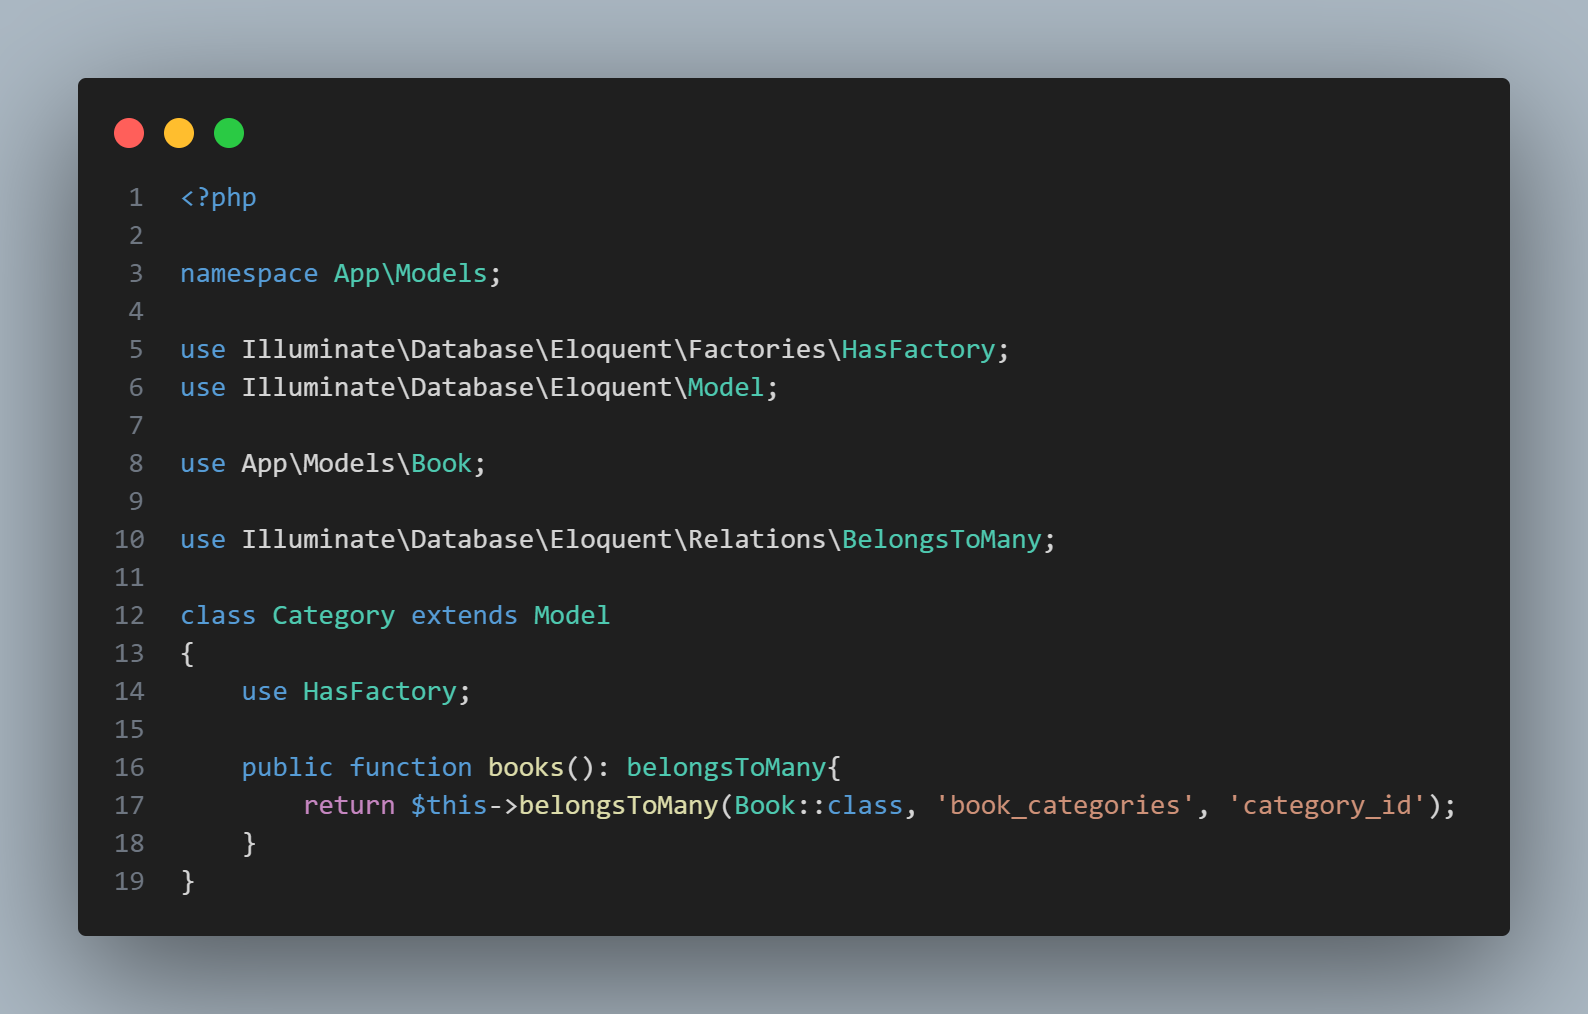 1 <?php
2
3 namespace App\Models;
4
5 use Illuminate\Database\Eloquent\Factories\HasFactory;
6 use Illuminate\Database\Eloquent\Model;
7
8 use App\Models\Book;
9
10 use Illuminate\Database\Eloquent\Relations\BelongsToMany;
11
12 class Category extends Model
13 {
14     use HasFactory;
15
16     public function books(): belongsToMany{
17         return $this->belongsToMany(Book::class, 'book_categories', 'category_id');
18     }
19 }